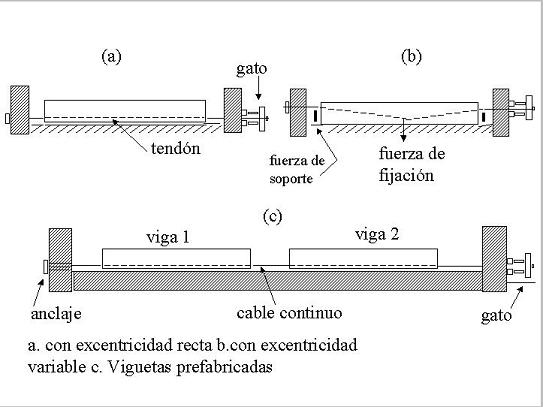 (a)
(b)
gato
tendón
fuerza de
soporte
fuerza de
fijación
(c)
viga 1
viga 2
anclaje
cable continuo
gato
a. con excentricidad recta b.con excentricidad
variable c. Viguetas prefabricadas